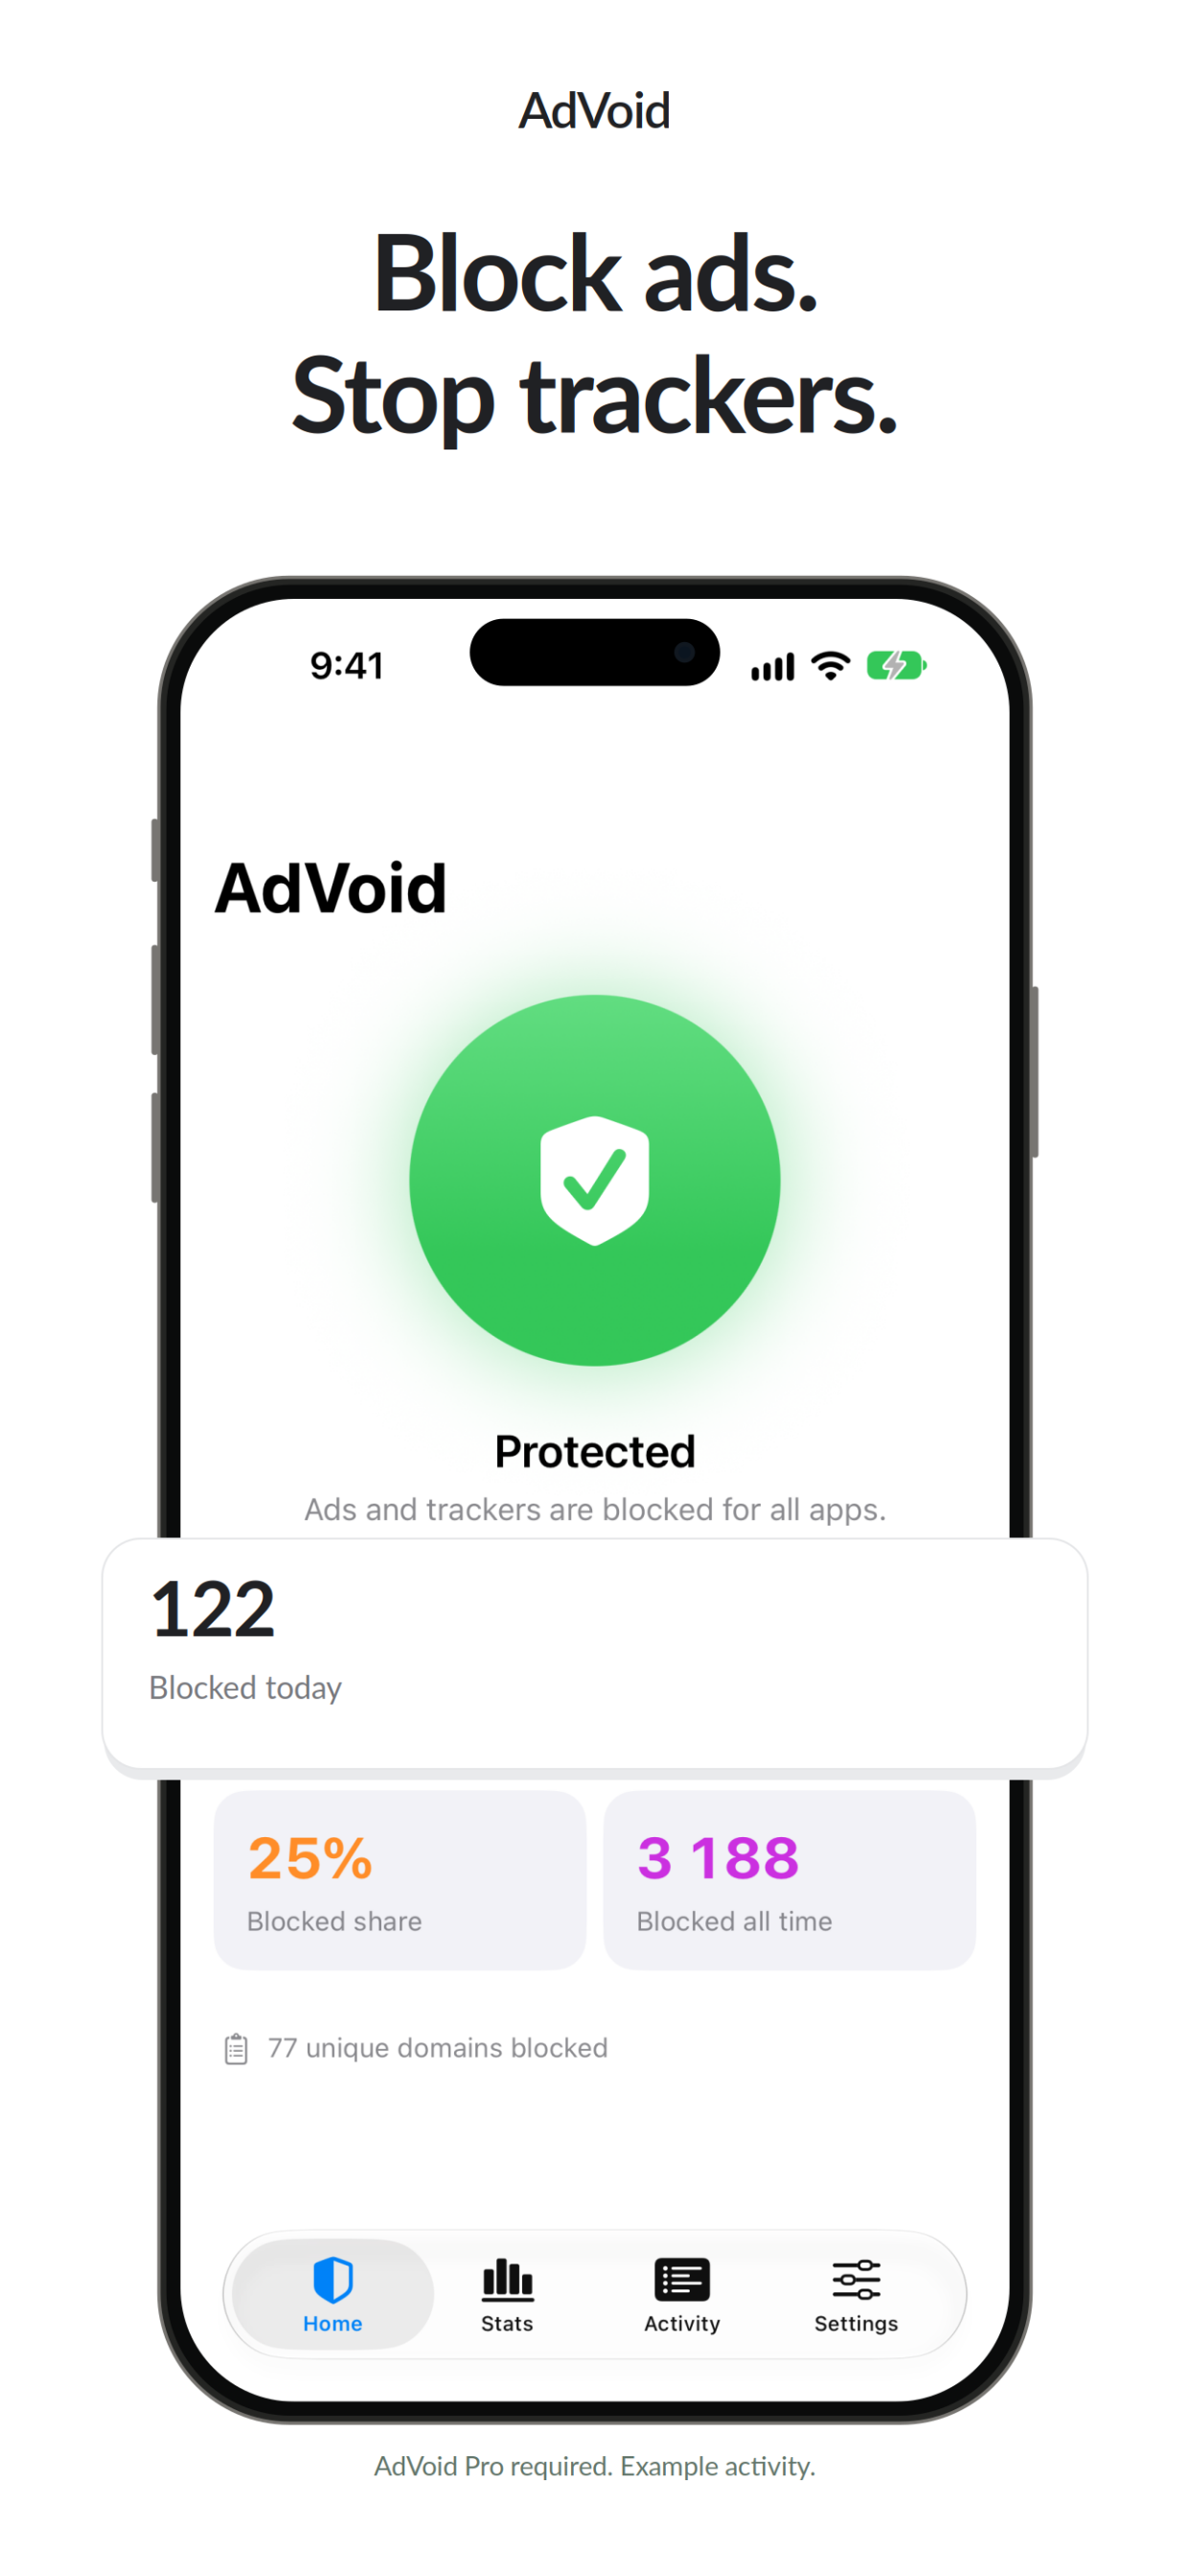 AdVoid
Block ads.
Stop trackers.
9:41
AdVoid
Protected
Ads and trackers are blocked for all apps.
122
Blocked today
25%
Blocked share
3 188
Blocked all time
77 unique domains blocked
Home
Stats
Activity
Settings
AdVoid Pro required. Example activity.